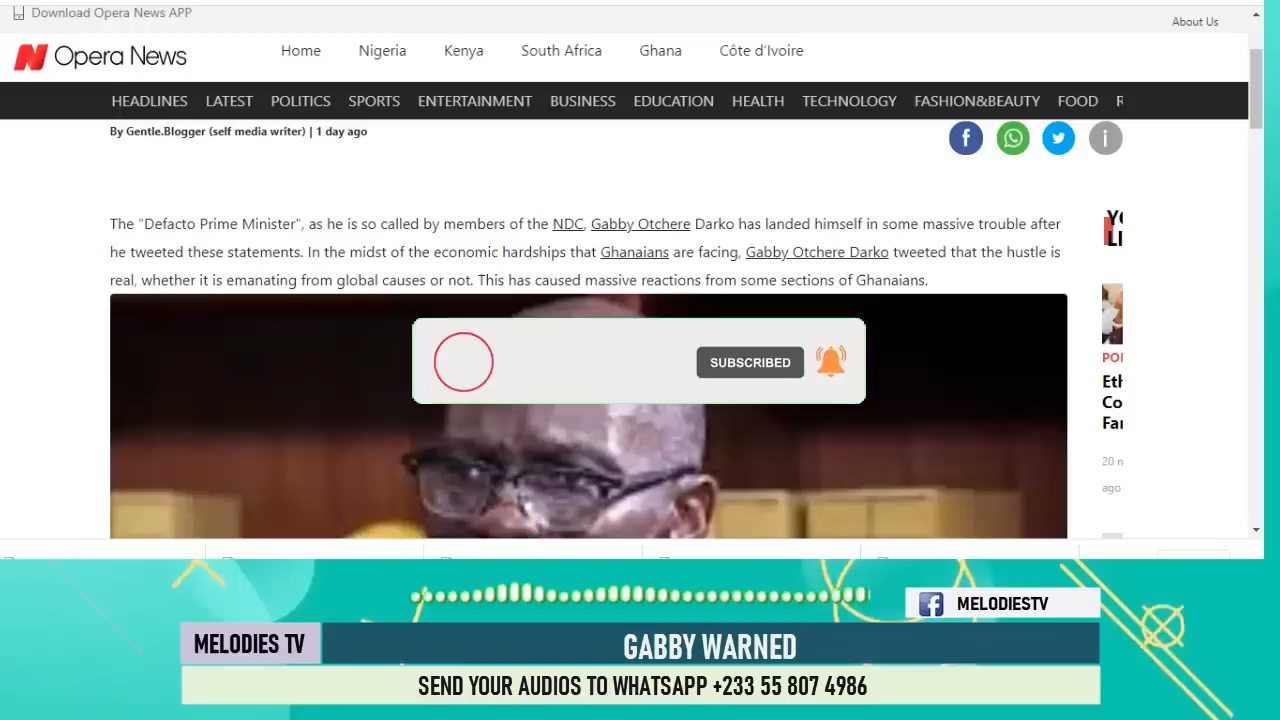 Download Opera News APP
About Us
Opera News
Home Nigeria Kenya South Africa Ghana Côte d'Ivoire
HEADLINES LATEST POLITICS SPORTS ENTERTAINMENT BUSINESS EDUCATION HEALTH TECHNOLOGY FASHION&BEAUTY FOOD
By Gentle.Blogger (self media writer) | 1 day ago
The "Defacto Prime Minister", as he is so called by members of the NDC, Gabby Otchere Darko has landed himself in some massive trouble after
he tweeted these statements. In the midst of the economic hardships that Ghanaians are facing, Gabby Otchere Darko tweeted that the hustle is
real, whether it is emanating from global causes or not. This has caused massive reactions from some sections of Ghanaians.
YO
LI
SUBSCRIBED
POI
Eth
Co
Far
20 m
ago
MELODIESTV
MELODIES TV
GABBY WARNED
SEND YOUR AUDIOS TO WHATSAPP +233 55 807 4986